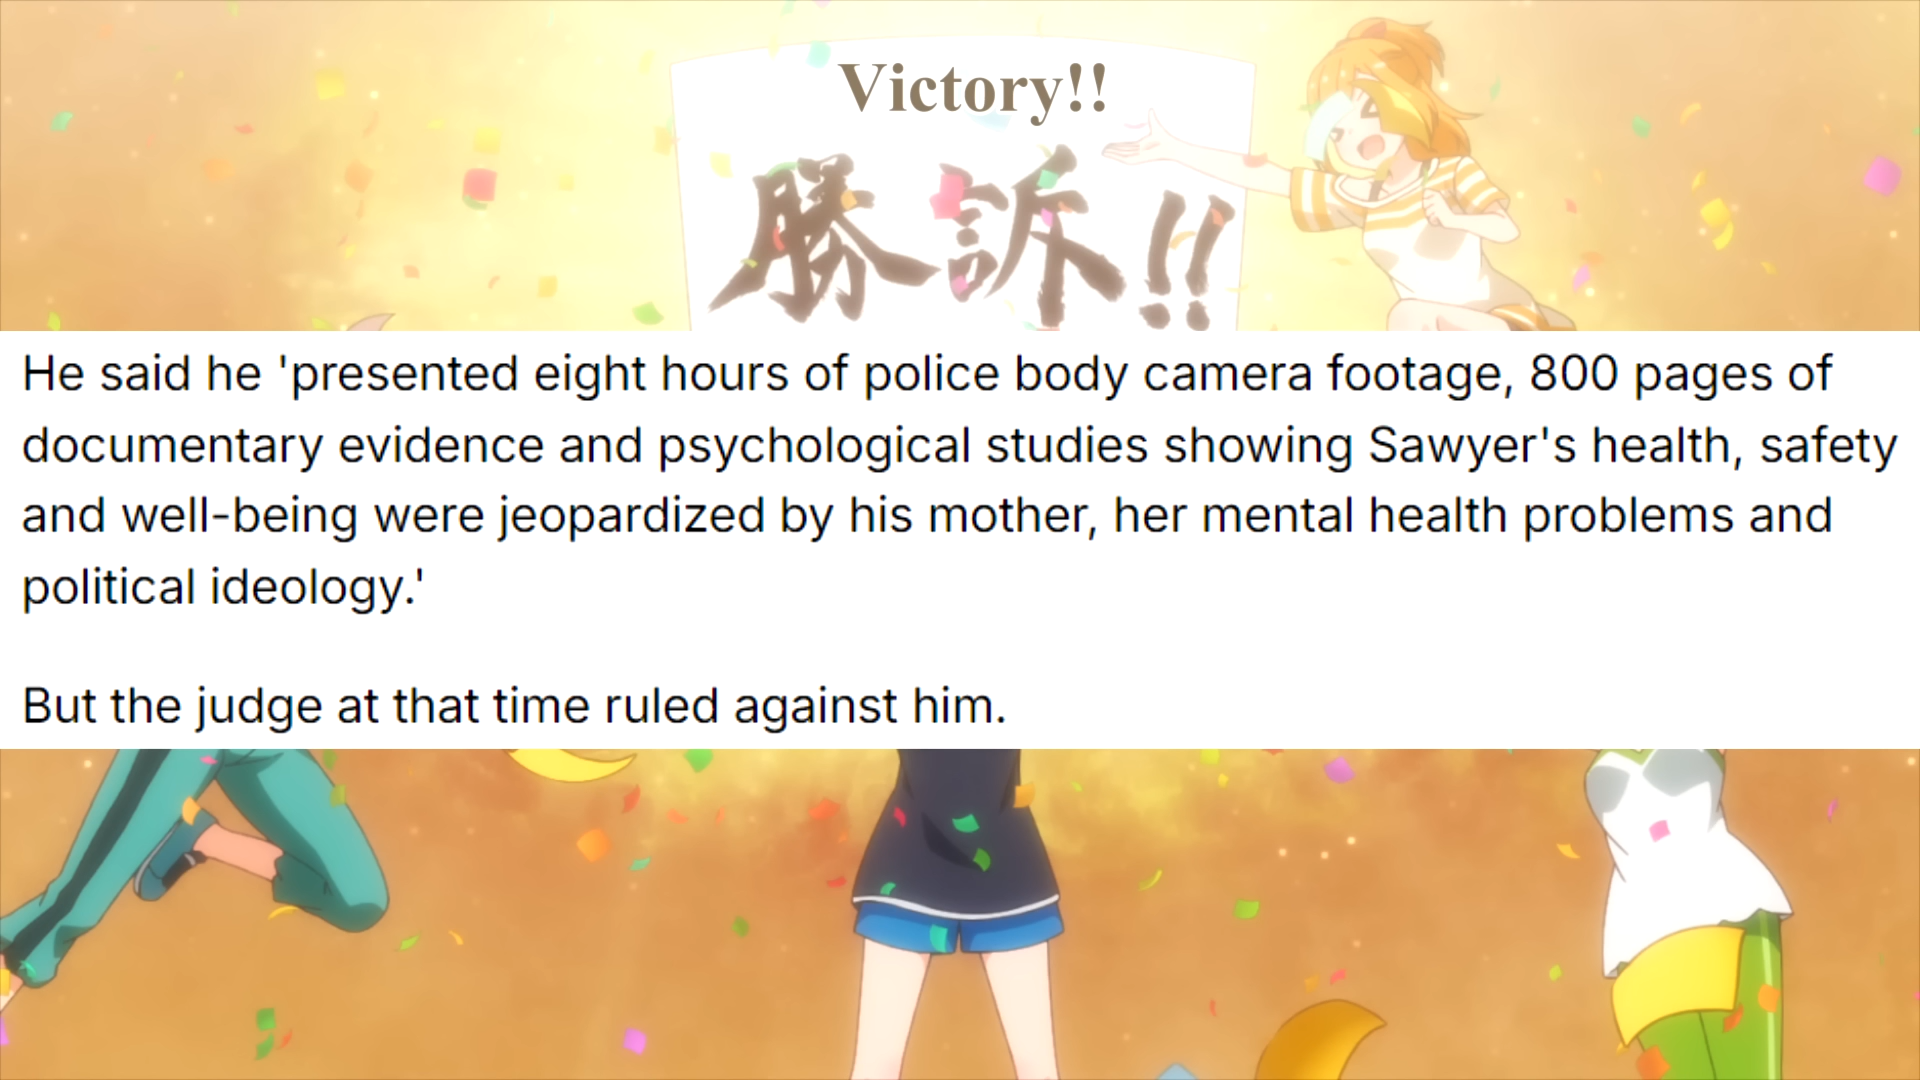 Victory!!
勝訴!!
He said he 'presented eight hours of police body camera footage, 800 pages of
documentary evidence and psychological studies showing Sawyer's health, safety
and well-being were jeopardized by his mother, her mental health problems and
political ideology.'
But the judge at that time ruled against him.